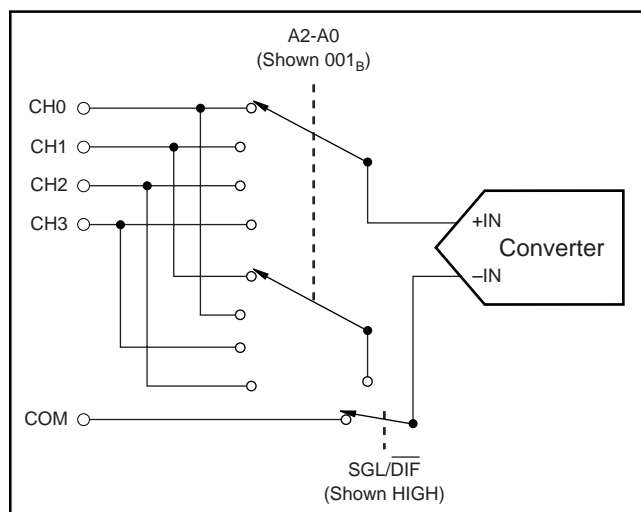 A2-A0
(Shown 001B)
CH0
CH1
CH2
CH3
+IN
Converter
–IN
COM
SGL/DIF
(Shown HIGH)